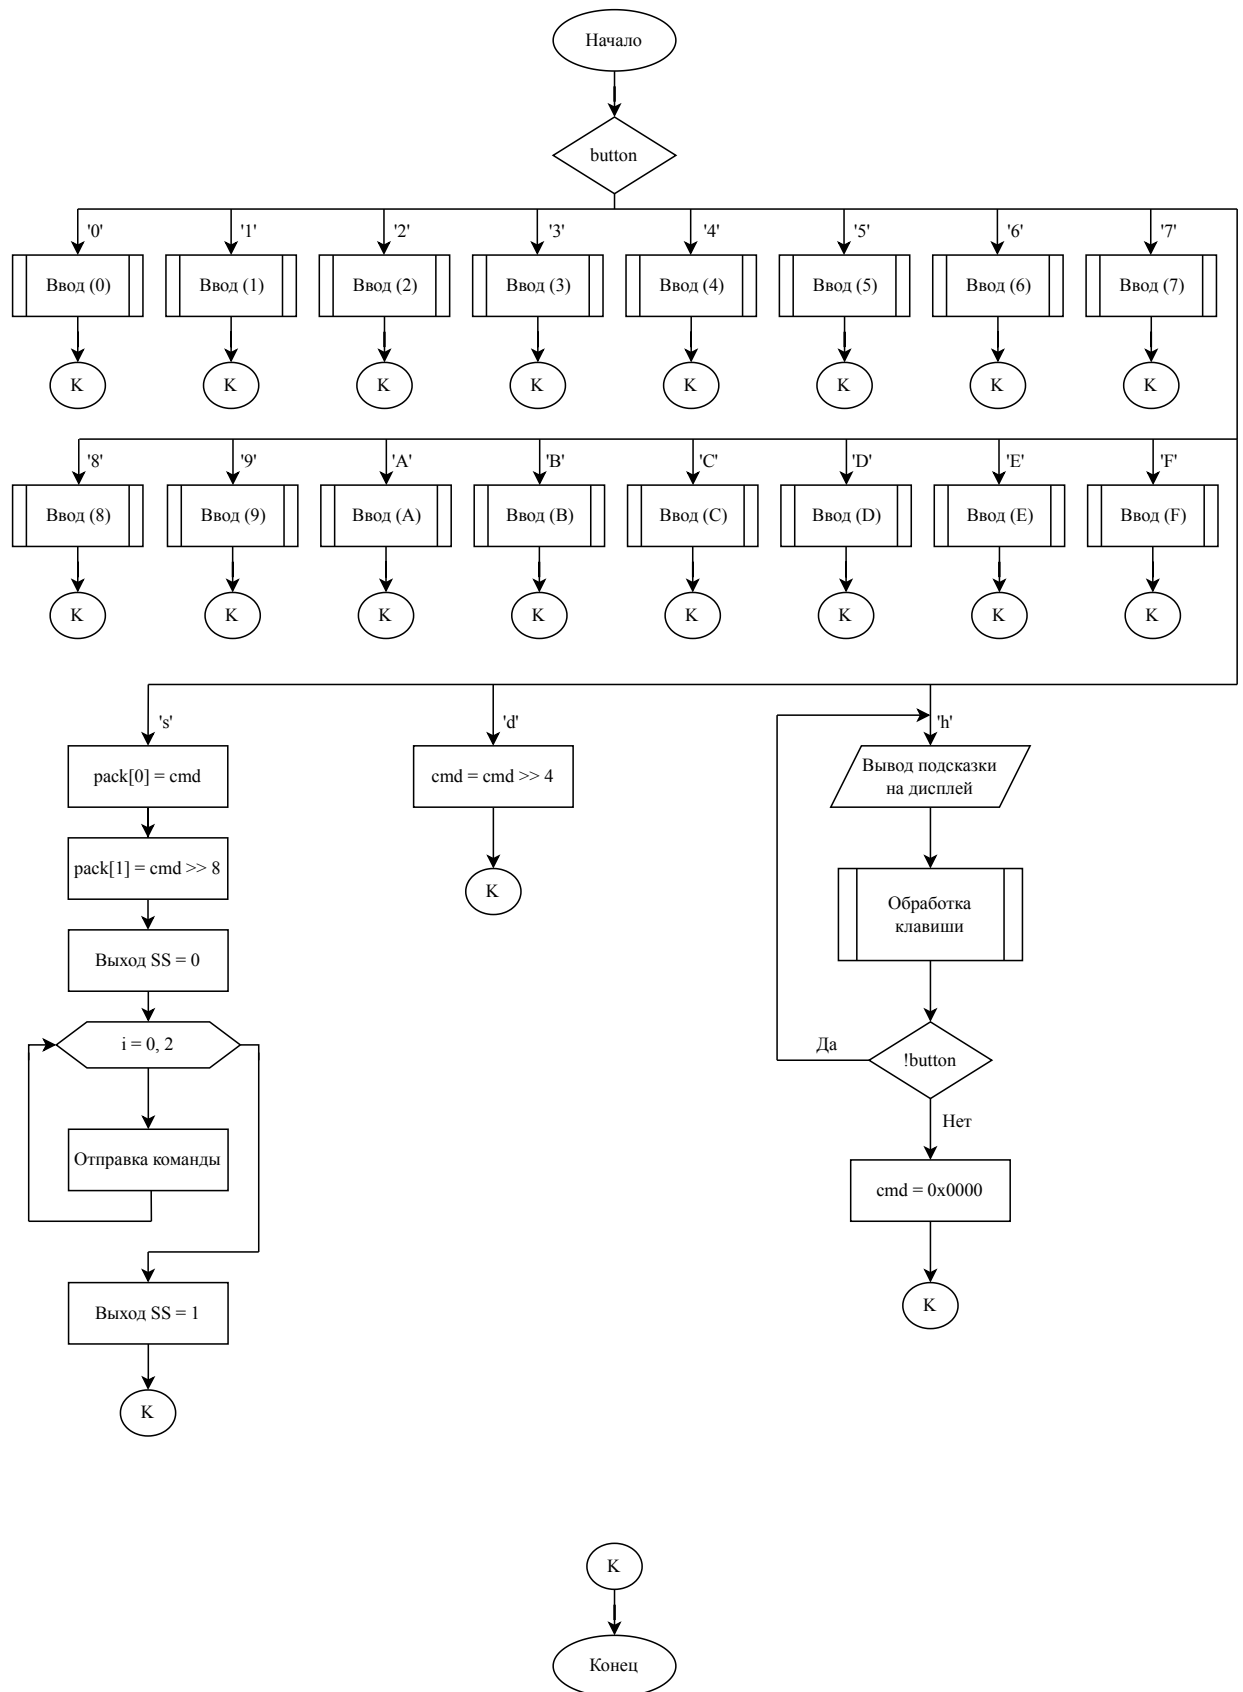 Начало
button
'0'
'1'
'2'
'3'
'4'
'5'
'6'
'7'
Ввод (0)
Ввод (1)
Ввод (2)
Ввод (3)
Ввод (4)
Ввод (5)
Ввод (6)
Ввод (7)
К
К
К
К
К
К
К
К
'8'
'9'
'A'
'B'
'C'
'D'
'E'
'F'
Ввод (8)
Ввод (9)
Ввод (A)
Ввод (B)
Ввод (C)
Ввод (D)
Ввод (E)
Ввод (F)
К
К
К
К
К
К
К
К
's'
'd'
'h'
pack[0] = cmd
cmd = cmd >> 4
Вывод подсказки
на дисплей
pack[1] = cmd >> 8
К
Обработка
клавиши
Выход SS = 0
i = 0, 2
Да
!button
Нет
Отправка команды
cmd = 0x0000
Выход SS = 1
К
К
К
Конец